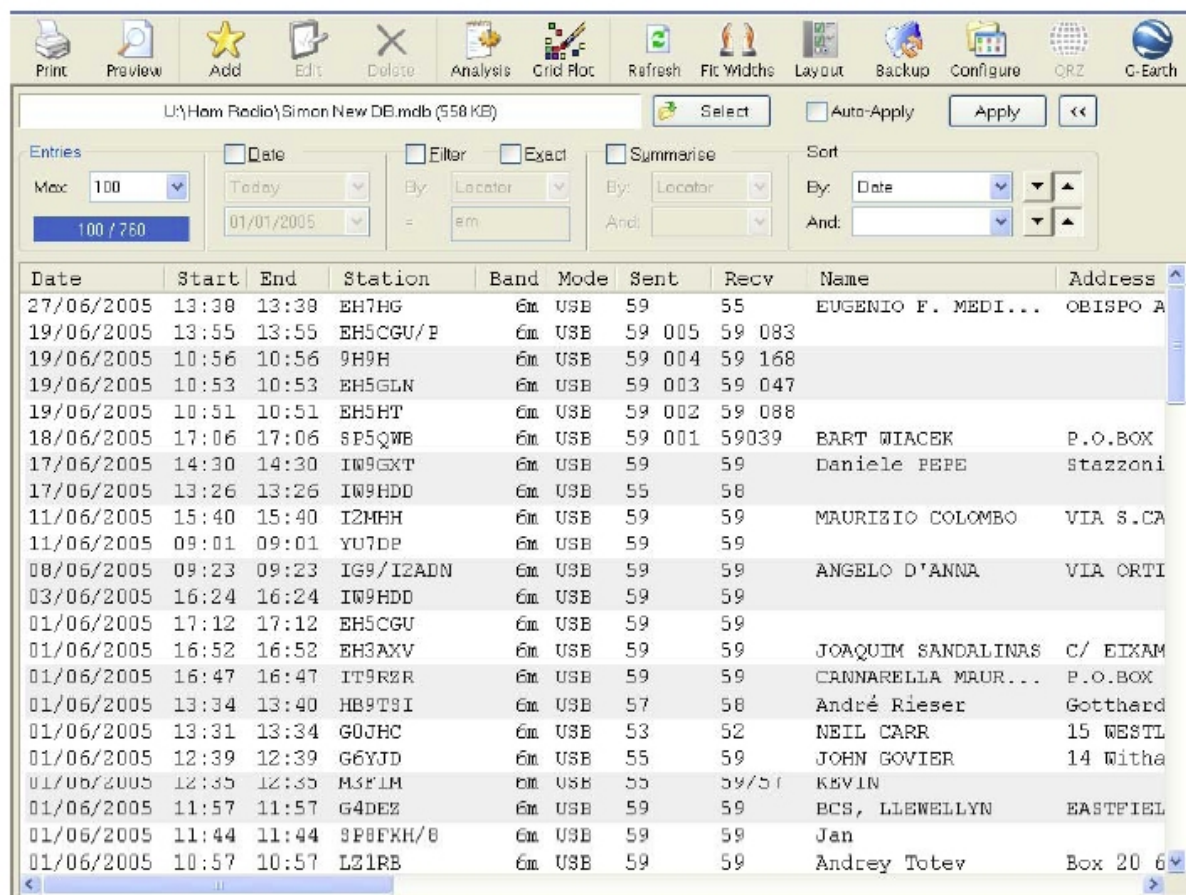 Print Preview Add Edit Delete Analysis Grid Plot Refresh Fit Widths Layout Backup Configure QRZ G-Earth
U:\Ham Radio\Simon New DB.mdb (558 KB) Select Auto-Apply Apply <<
Entries Date Filter Exact Summarise Sort
Max: 100 Today By: Locator By: Locator By: Date
100 / 760 01/01/2005 = em And: And:
Date Start End Station Band Mode Sent Recv Name Address
27/06/2005 13:38 13:38 EH7HG 6m USB 59 55 EUGENIO F. MEDI... OBISPO A
19/06/2005 13:55 13:55 EH5CGU/P 6m USB 59 005 59 083
19/06/2005 10:56 10:56 9H9H 6m USB 59 004 59 168
19/06/2005 10:53 10:53 EH5GLN 6m USB 59 003 59 047
19/06/2005 10:51 10:51 EH5HT 6m USB 59 002 59 088
18/06/2005 17:06 17:06 SP5QWB 6m USB 59 001 59039 BART WIACEK P.O.BOX
17/06/2005 14:30 14:30 IW9GXT 6m USB 59 59 Daniele PEPE Stazzoni
17/06/2005 13:26 13:26 IW9HDD 6m USB 55 58
11/06/2005 15:40 15:40 I2MHH 6m USB 59 59 MAURIZIO COLOMBO VIA S.CA
11/06/2005 09:01 09:01 YU7DP 6m USB 59 59
08/06/2005 09:23 09:23 IG9/I2ADN 6m USB 59 59 ANGELO D'ANNA VIA ORTI
03/06/2005 16:24 16:24 IW9HDD 6m USB 59 59
01/06/2005 17:12 17:12 EH5CGU 6m USB 59 59
01/06/2005 16:52 16:52 EH3AXV 6m USB 59 59 JOAQUIM SANDALINAS C/ EIXAM
01/06/2005 16:47 16:47 IT9RZR 6m USB 59 59 CANNARELLA MAUR... P.O.BOX
01/06/2005 13:34 13:40 HB9TSI 6m USB 57 58 André Rieser Gotthard
01/06/2005 13:31 13:34 G0JHC 6m USB 53 52 NEIL CARR 15 WESTL
01/06/2005 12:39 12:39 G6YJD 6m USB 55 59 JOHN GOVIER 14 Witha
01/06/2005 12:35 12:35 6m USB 55 KEVIN
01/06/2005 11:57 11:57 G4DEZ 6m USB 59 59 BCS, LLEWELLYN EASTFIEL
01/06/2005 11:44 11:44 SP8FKH/8 6m USB 59 59 Jan
01/06/2005 10:57 10:57 LZ1RB 6m USB 59 59 Andrey Totev Box 20 6